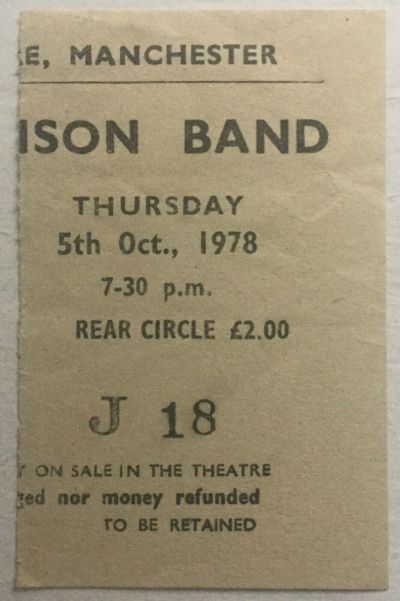 E, MANCHESTER
ISON BAND
THURSDAY
5th Oct., 1978
7-30 p.m.
REAR CIRCLE £2.00
J 18
T ON SALE IN THE THEATRE
ged nor money refunded
TO BE RETAINED